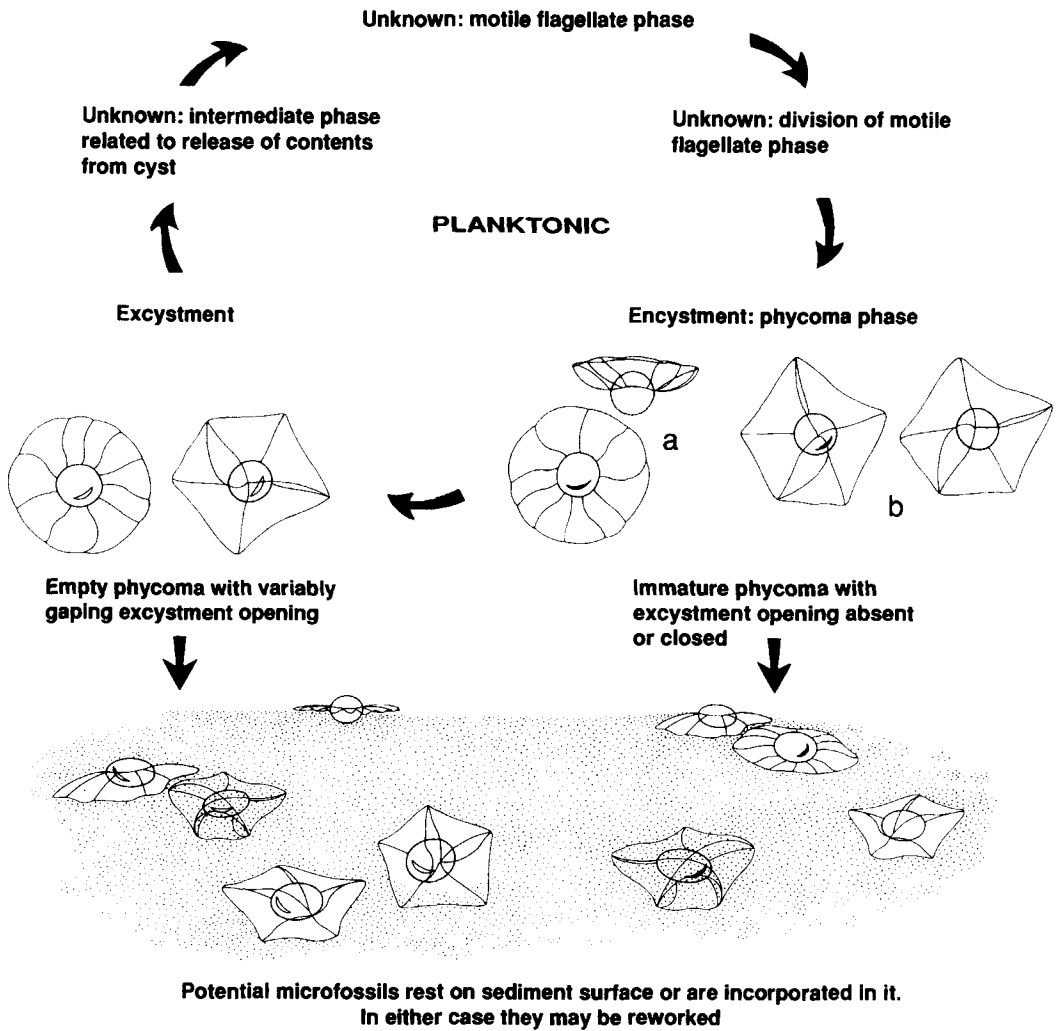 Unknown: motile flagellate phase
Unknown: intermediate phase
related to release of contents
from cyst
Unknown: division of motile
flagellate phase
PLANKTONIC
Excystment
Encystment: phycoma phase
a
b
Empty phycoma with variably
gaping excystment opening
Immature phycoma with
excystment opening absent
or closed
Potential microfossils rest on sediment surface or are incorporated in it.
In either case they may be reworked